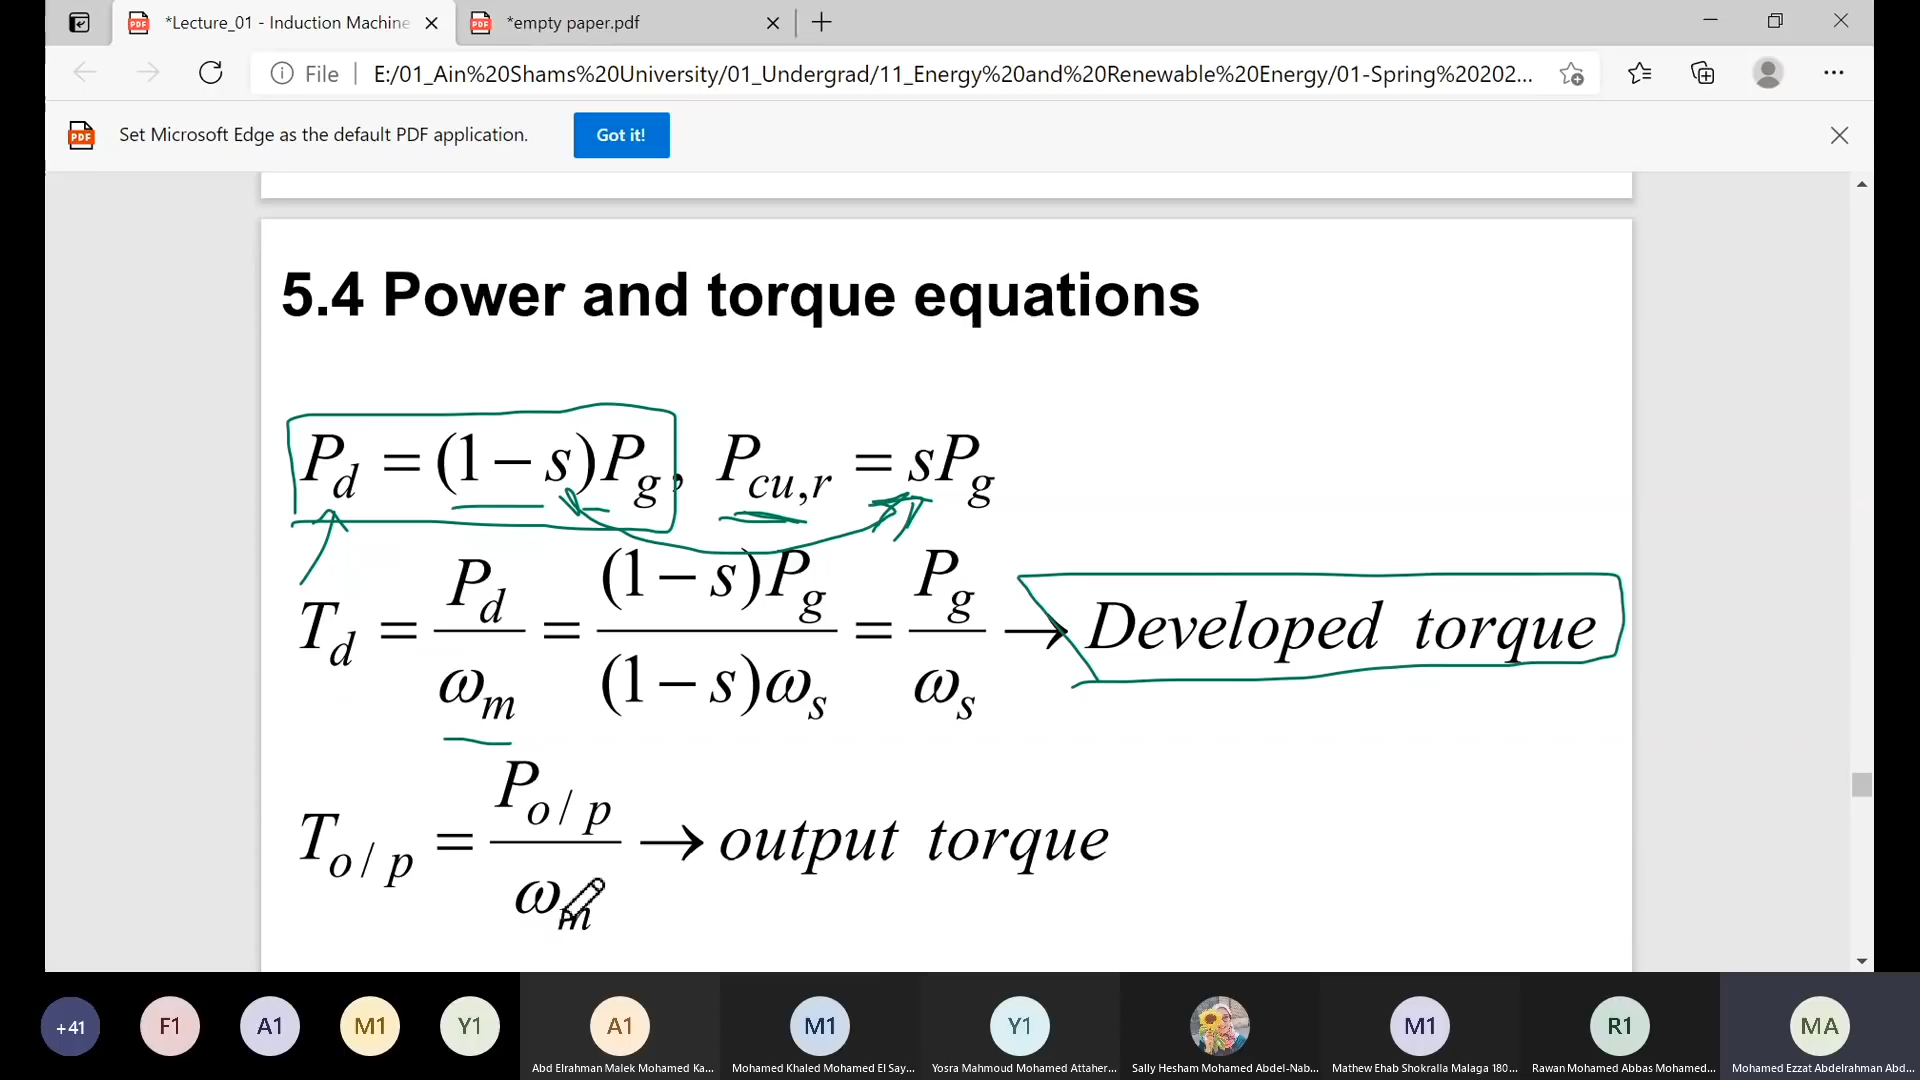 *Lecture_01 - Induction Machine
*empty paper.pdf
File
E:/01_Ain%20Shams%20University/01_Undergrad/11_Energy%20and%20Renewable%20Energy/01-Spring%20202...
PDF
Set Microsoft Edge as the default PDF application.
Got it!
5.4 Power and torque equations
P_d = (1 − s)P_g, P_cu,r = sP_g
T_d = P_d / ω_m = (1 − s)P_g / (1 − s)ω_s = P_g / ω_s → Developed torque
T_o/p = P_o/p / ω_m → output torque
+41 F1 A1 M1 Y1 A1 M1 Y1 M1 R1 MA
Abd Elrahman Malek Mohamed Ka...
Mohamed Khaled Mohamed El Say...
Yosra Mahmoud Mohamed Attaher...
Sally Hesham Mohamed Abdel-Nab...
Mathew Ehab Shokralla Malaga 180...
Rawan Mohamed Abbas Mohamed...
Mohamed Ezzat Abdelrahman Abd...